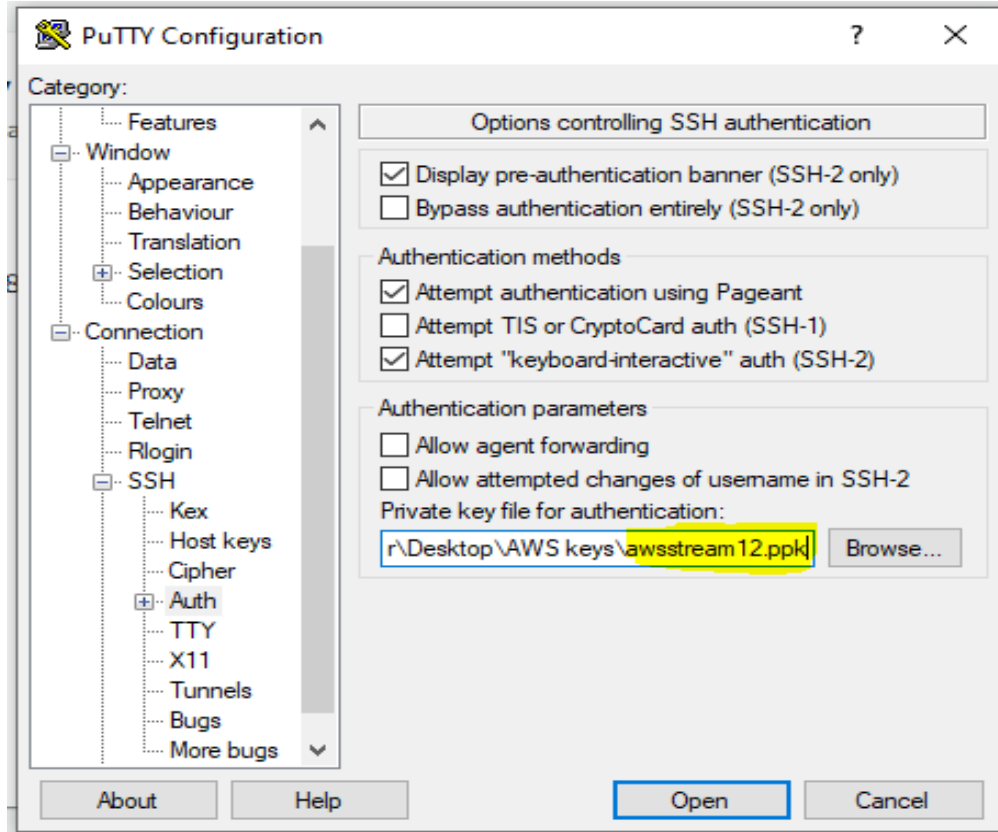 PuTTY Configuration
?
Category:
Features
Window
Appearance
Behaviour
Translation
Selection
Colours
Connection
Data
Proxy
Telnet
Rlogin
SSH
Kex
Host keys
Cipher
Auth
TTY
X11
Tunnels
Bugs
More bugs
Options controlling SSH authentication
Display pre-authentication banner (SSH-2 only)
Bypass authentication entirely (SSH-2 only)
Authentication methods
Attempt authentication using Pageant
Attempt TIS or CryptoCard auth (SSH-1)
Attempt "keyboard-interactive" auth (SSH-2)
Authentication parameters
Allow agent forwarding
Allow attempted changes of username in SSH-2
Private key file for authentication:
r\Desktop\AWS keys\awsstream12.ppk
Browse...
About
Help
Open
Cancel